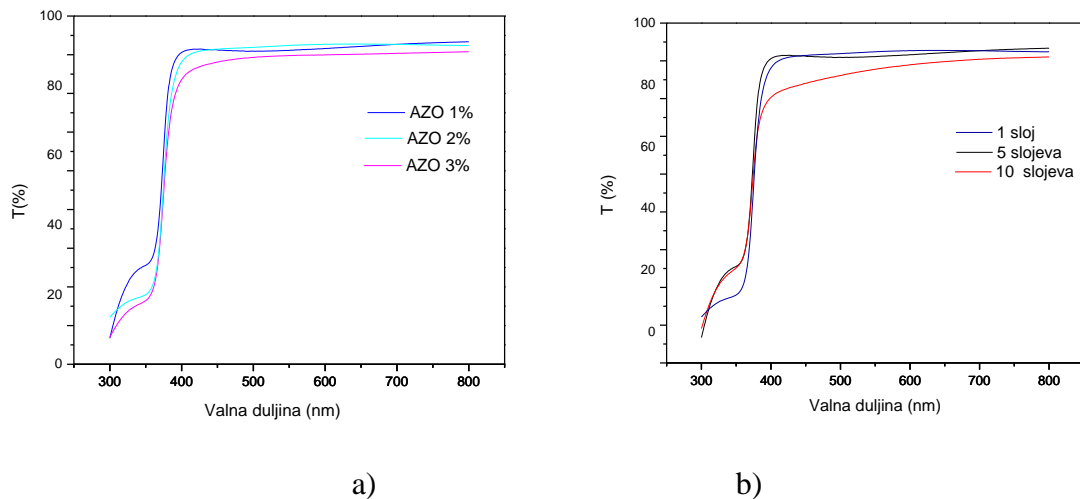 100
80
60
40
20
0
T(%)
300 400 500 600 700 800
Valna duljina (nm)
AZO 1%
AZO 2%
AZO 3%
a)
100
80
60
40
20
0
T (%)
300 400 500 600 700 800
Valna duljina (nm)
1 sloj
5 slojeva
10 slojeva
b)